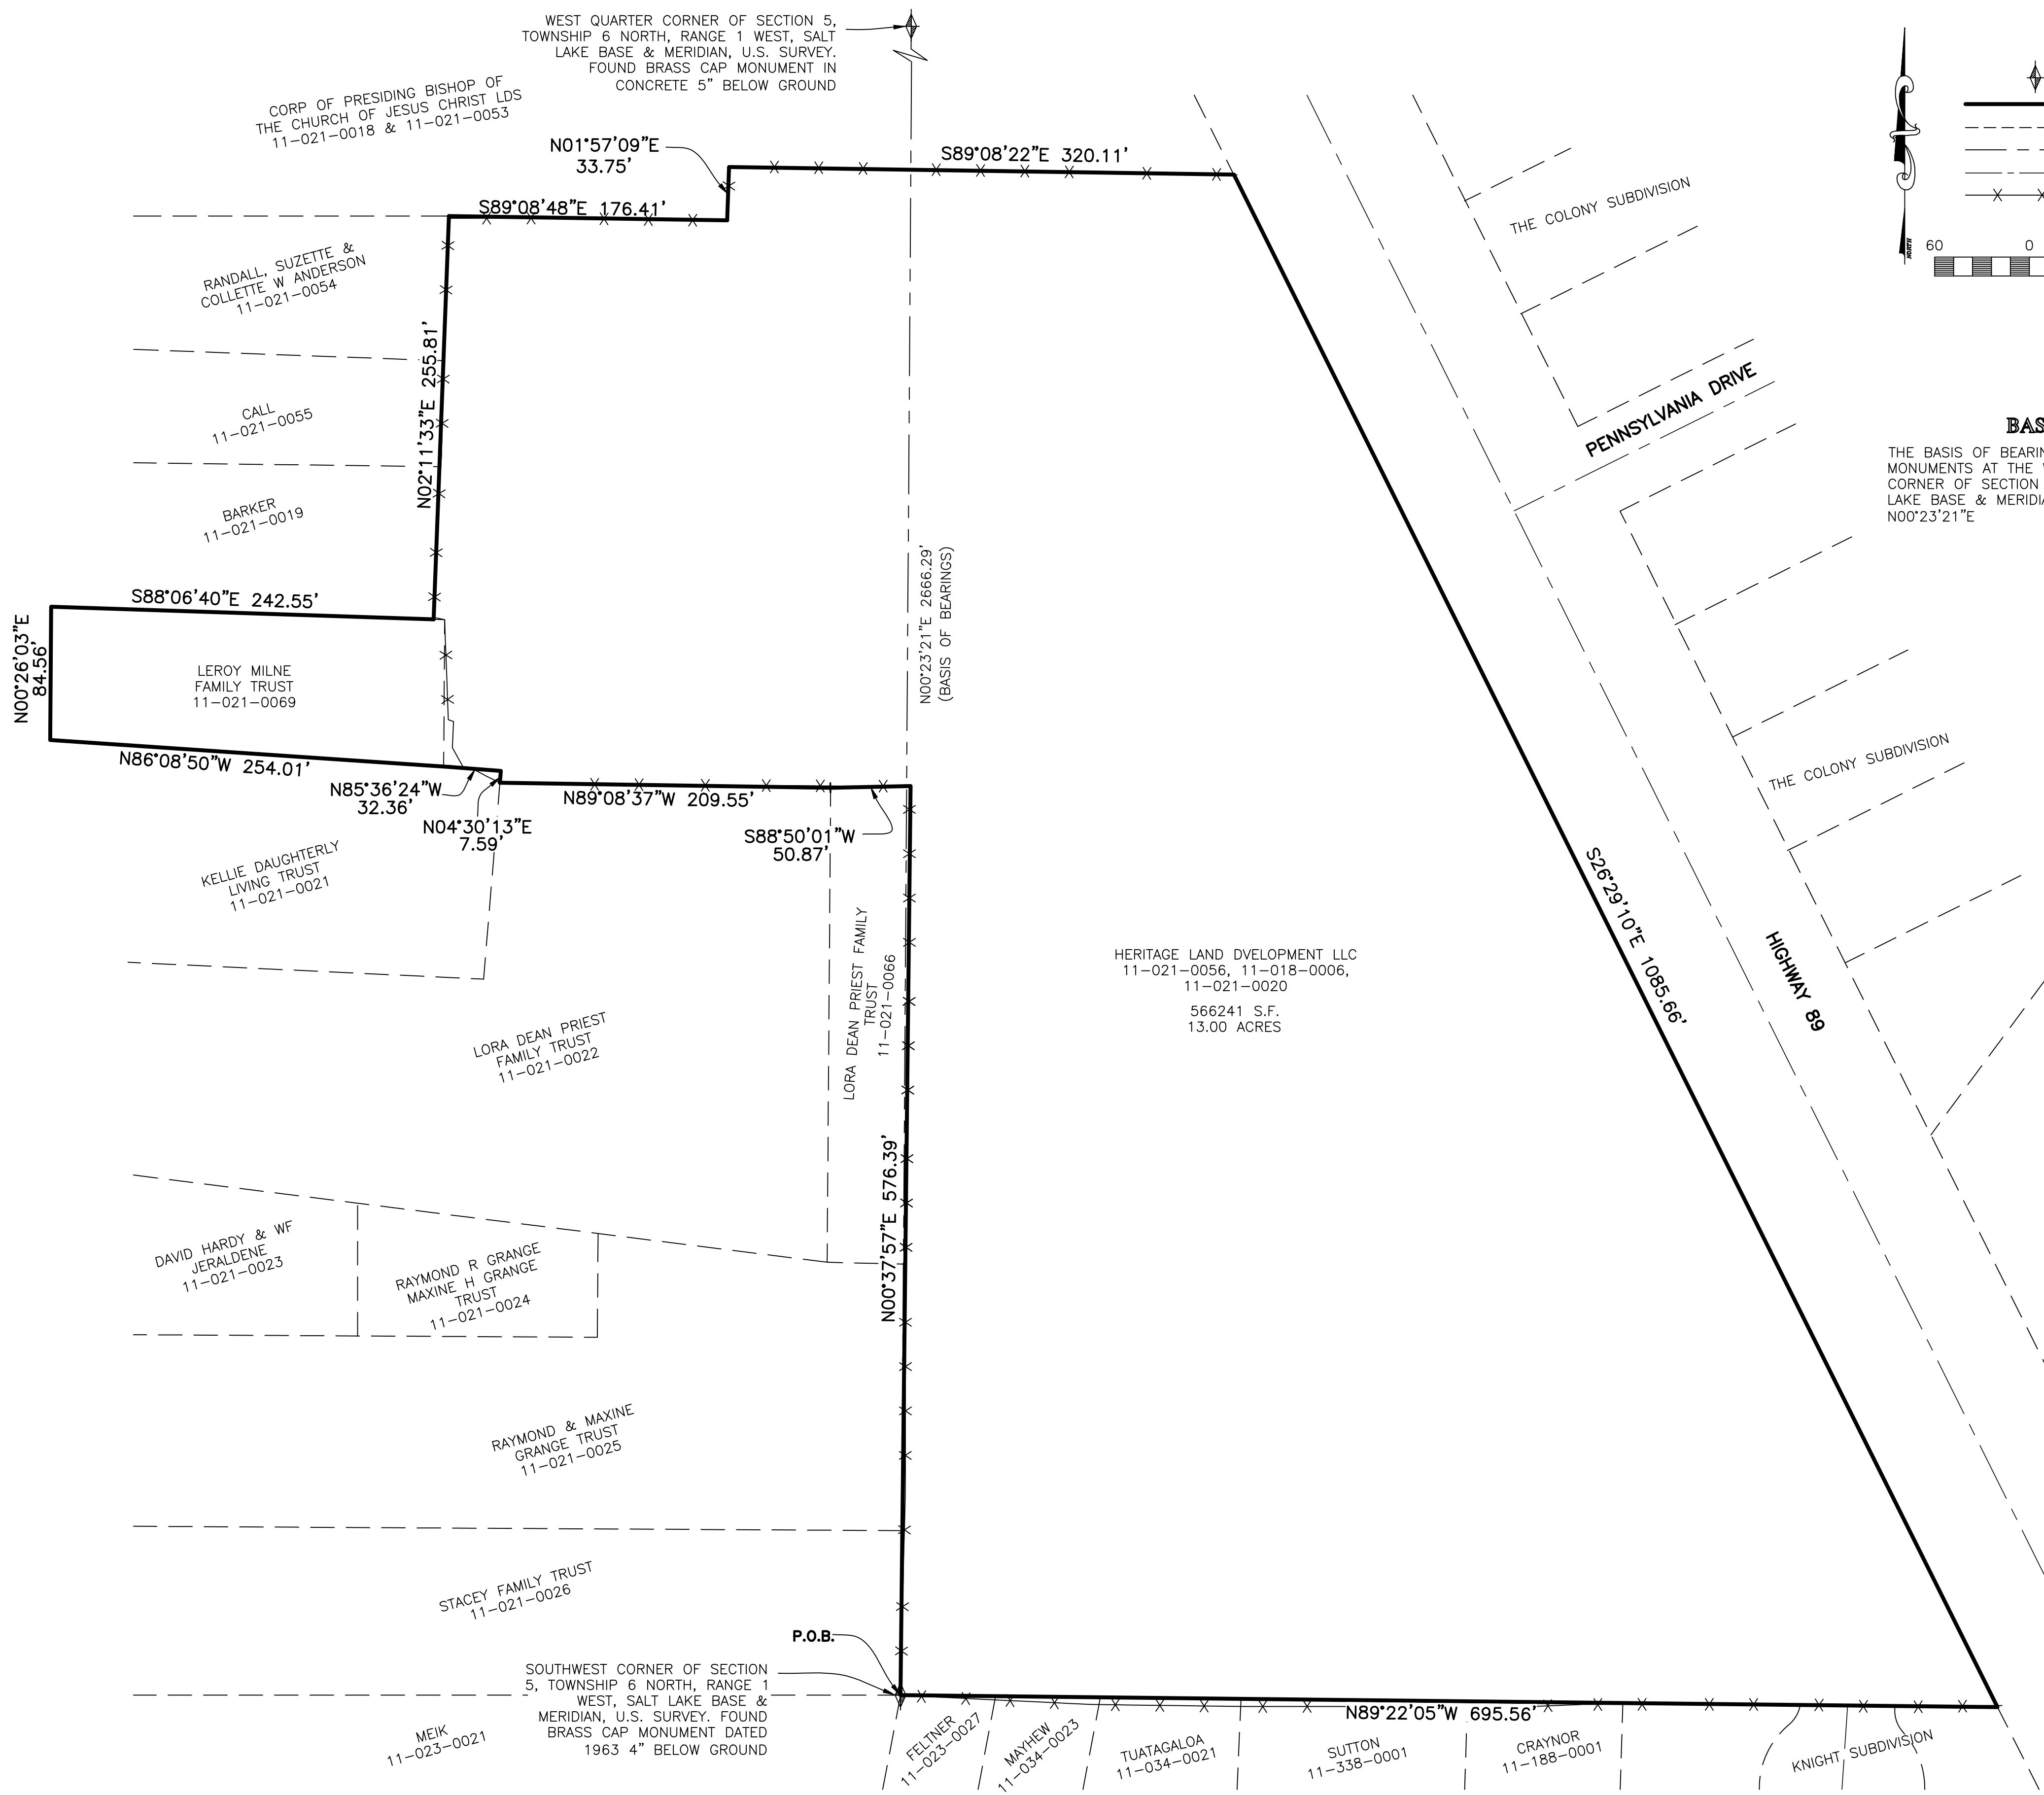 WEST QUARTER CORNER OF SECTION 5,
TOWNSHIP 6 NORTH, RANGE 1 WEST, SALT
LAKE BASE & MERIDIAN, U.S. SURVEY.
FOUND BRASS CAP MONUMENT IN
CONCRETE 5" BELOW GROUND
CORP OF PRESIDING BISHOP OF
THE CHURCH OF JESUS CHRIST LDS
11-021-0018 & 11-021-0053
N01°57'09"E
33.75'
S89°08'22"E 320.11'
S89°08'48"E 176.41'
THE COLONY SUBDIVISION
60
0
RANDALL, SUZETTE &
COLLETTE W ANDERSON
11-021-0054
N02°11'33"E 255.81'
CALL
11-021-0055
BARKER
11-021-0019
PENNSYLVANIA DRIVE
BAS
THE BASIS OF BEARIN
MONUMENTS AT THE
CORNER OF SECTION
LAKE BASE & MERIDIA
N00°23'21"E
S88°06'40"E 242.55'
N00°26'03"E
84.56'
LEROY MILNE
FAMILY TRUST
11-021-0069
N00°23'21"E 2666.29'
(BASIS OF BEARINGS)
N86°08'50"W 254.01'
N85°36'24"W
32.36'
N04°30'13"E
7.59'
N89°08'37"W 209.55'
S88°50'01"W
50.87'
THE COLONY SUBDIVISION
KELLIE DAUGHTERLY
LIVING TRUST
11-021-0021
LORA DEAN PRIEST FAMILY
TRUST
11-021-0066
HERITAGE LAND DVELOPMENT LLC
11-021-0056, 11-018-0006,
11-021-0020
566241 S.F.
13.00 ACRES
S26°29'10"E 1085.66'
HIGHWAY 89
LORA DEAN PRIEST
FAMILY TRUST
11-021-0022
N00°37'57"E 576.39'
DAVID HARDY & WF
JERALDENE
11-021-0023
RAYMOND R GRANGE
MAXINE H GRANGE
TRUST
11-021-0024
RAYMOND & MAXINE
GRANGE TRUST
11-021-0025
STACEY FAMILY TRUST
11-021-0026
P.O.B.
SOUTHWEST CORNER OF SECTION
5, TOWNSHIP 6 NORTH, RANGE 1
WEST, SALT LAKE BASE &
MERIDIAN, U.S. SURVEY. FOUND
BRASS CAP MONUMENT DATED
1963 4" BELOW GROUND
N89°22'05"W 695.56'
MEIK
11-023-0021
FELTNER
11-023-0027
MAYHEW
11-034-0023
TUATAGALOA
11-034-0021
SUTTON
11-338-0001
CRAYNOR
11-188-0001
KNIGHT SUBDIVISION